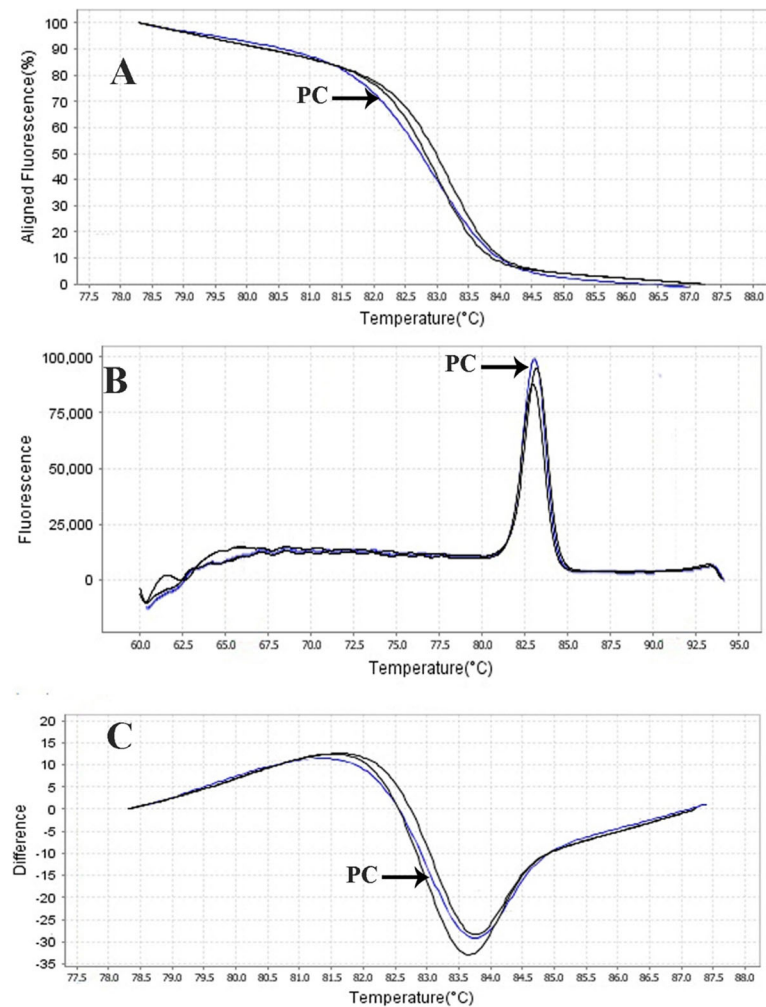 A
PC
Aligned Fluorescence(%)
100
90
80
70
60
50
40
30
20
10
0
77.5 78.0 78.5 79.0 79.5 80.0 80.5 81.0 81.5 82.0 82.5 83.0 83.5 84.0 84.5 85.0 85.5 86.0 86.5 87.0 87.5 88.0
Temperature(°C)
B
PC
Fluorescence
100,000
75,000
50,000
25,000
0
60.0 62.5 65.0 67.5 70.0 72.5 75.0 77.5 80.0 82.5 85.0 87.5 90.0 92.5 95.0
Temperature(°C)
C
PC
Difference
20
15
10
5
0
-5
-10
-15
-20
-25
-30
-35
77.5 78.0 78.5 79.0 79.5 80.0 80.5 81.0 81.5 82.0 82.5 83.0 83.5 84.0 84.5 85.0 85.5 86.0 86.5 87.0 87.5 88.0
Temperature(°C)